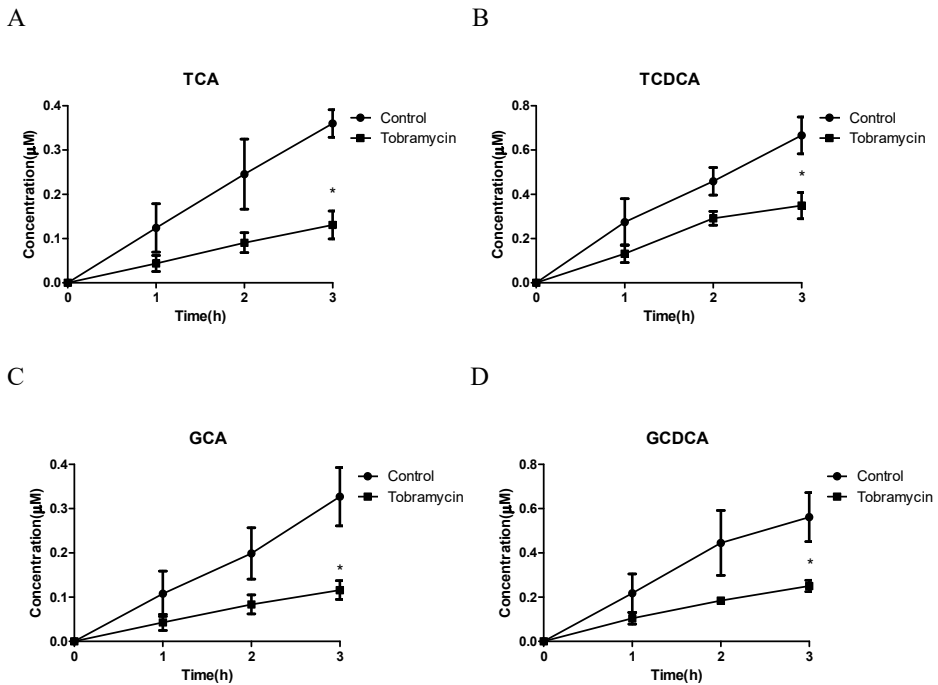 A
TCA
Concentration(µM)
0.4
0.3
0.2
0.1
0.0
0 1 2 3
Time(h)
Control
Tobramycin
*
B
TCDCA
Concentration(µM)
0.8
0.6
0.4
0.2
0.0
0 1 2 3
Time(h)
Control
Tobramycin
*
C
GCA
Concentration(µM)
0.4
0.3
0.2
0.1
0.0
0 1 2 3
Time(h)
Control
Tobramycin
*
D
GCDCA
Concentration(µM)
0.8
0.6
0.4
0.2
0.0
0 1 2 3
Time(h)
Control
Tobramycin
*